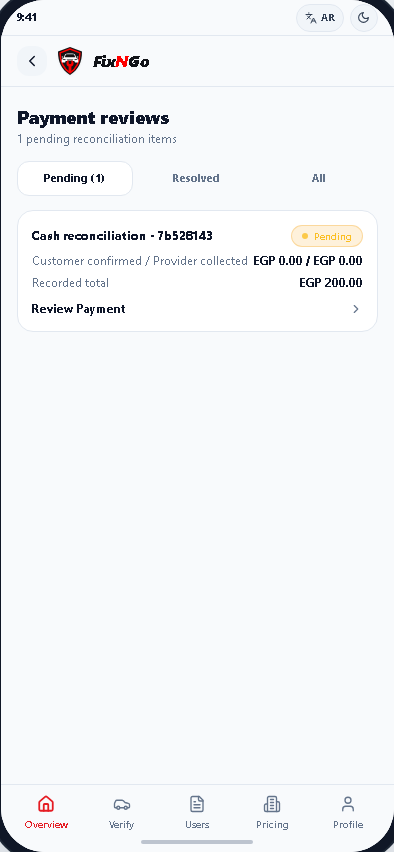 9:41
AR
FixNGo
Payment reviews
1 pending reconciliation items
Pending (1) Resolved All
Cash reconciliation - 7b528143 Pending
Customer confirmed / Provider collected EGP 0.00 / EGP 0.00
Recorded total EGP 200.00
Review Payment
Overview Verify Users Pricing Profile